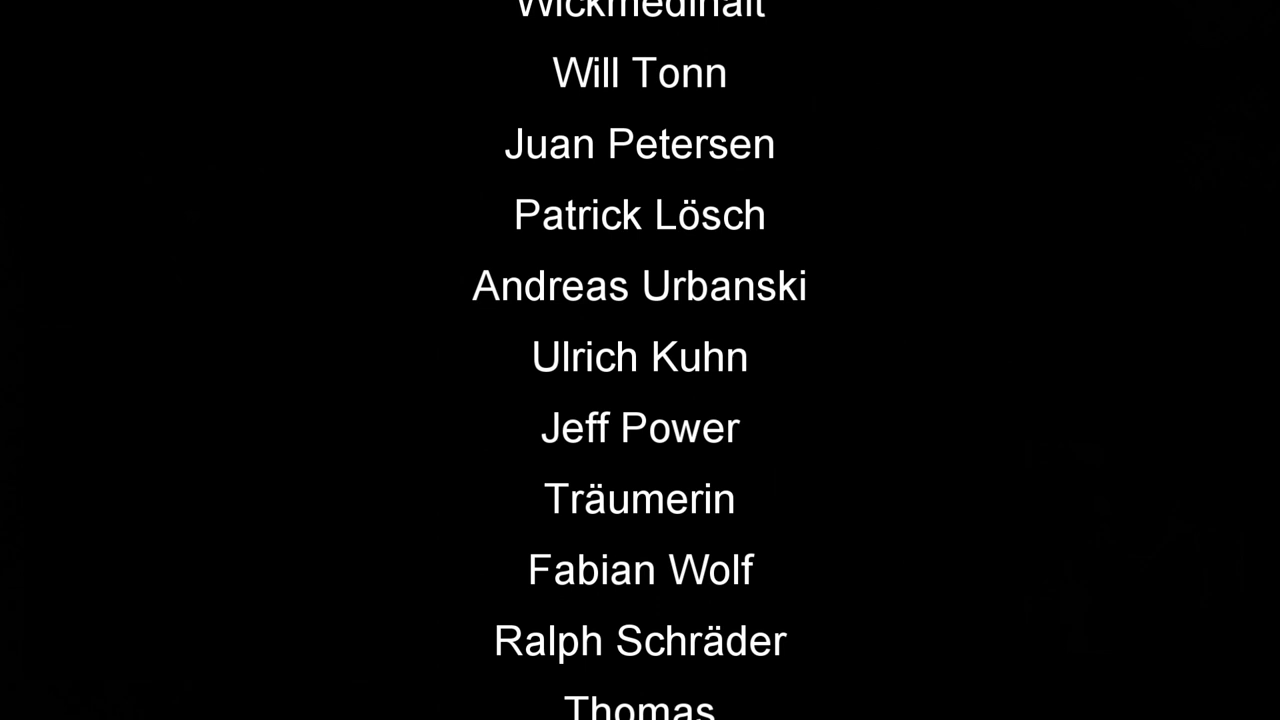 Will Tonn
Juan Petersen
Patrick Lösch
Andreas Urbanski
Ulrich Kuhn
Jeff Power
Träumerin
Fabian Wolf
Ralph Schräder
Thomas